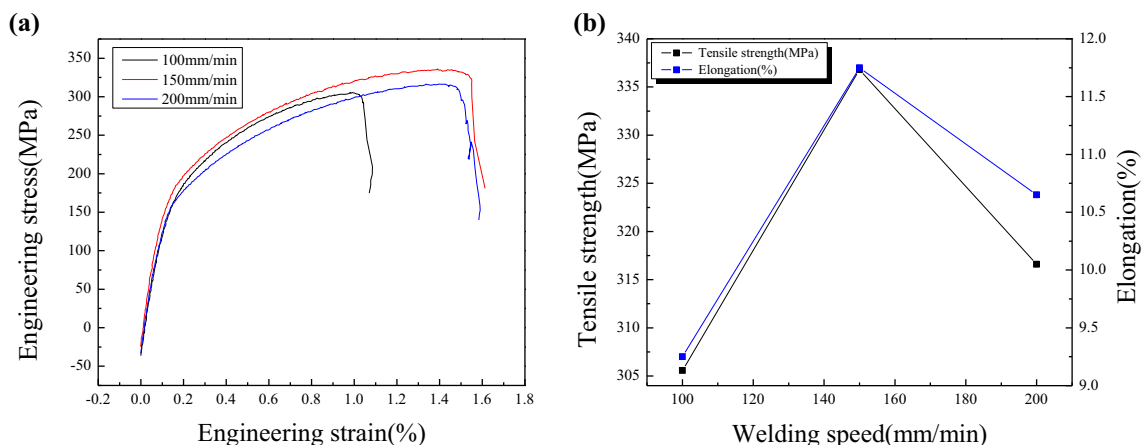 (a)
100mm/min
150mm/min
200mm/min
Engineering stress(MPa)
350
300
250
200
150
100
50
0
-50
-0.2 0.0 0.2 0.4 0.6 0.8 1.0 1.2 1.4 1.6 1.8
Engineering strain(%)
(b)
Tensile strength(MPa)
Elongation(%)
Tensile strength(MPa)
340
335
330
325
320
315
310
305
100 120 140 160 180 200
Welding speed(mm/min)
12.0
11.5
11.0
10.5
10.0
9.5
9.0
Elongation(%)